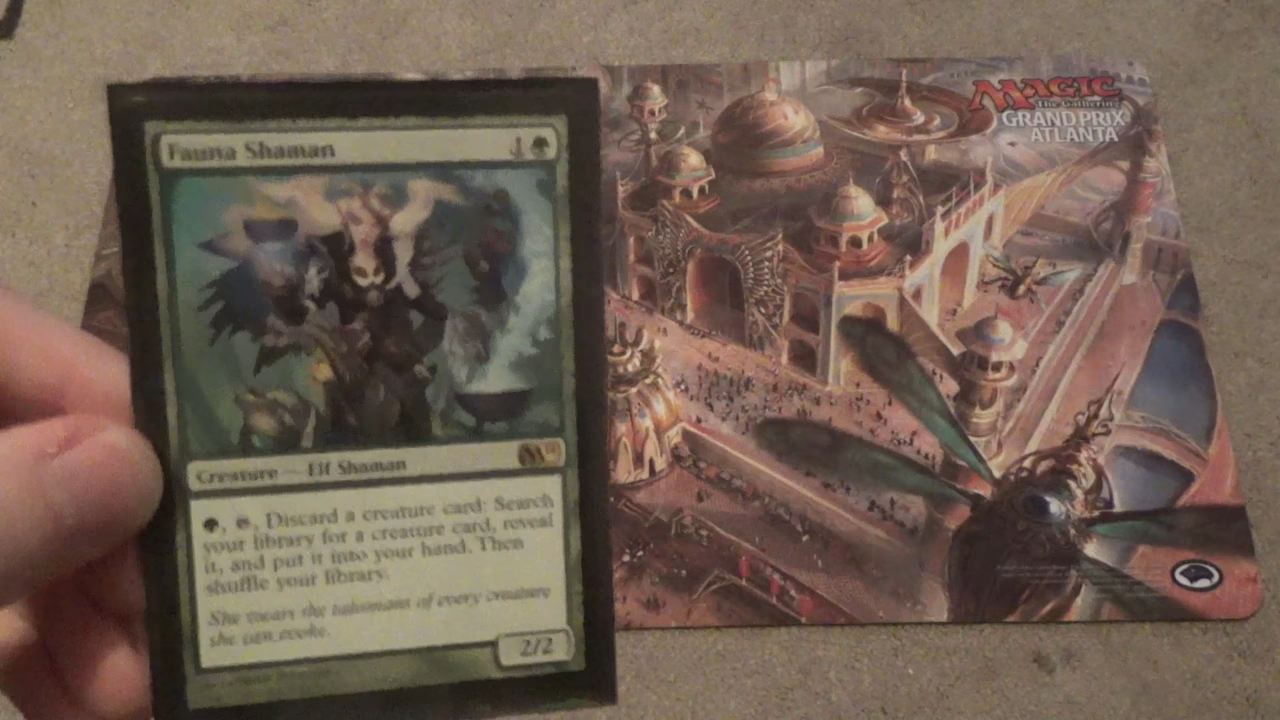 Fauna Shaman 1
Creature — Elf Shaman
, , Discard a creature card: Search
your library for a creature card, reveal
it, and put it into your hand. Then
shuffle your library.
She wears the talismans of every creature
she can evoke.
2/2
Magic
The Gathering
GRAND PRIX
ATLANTA